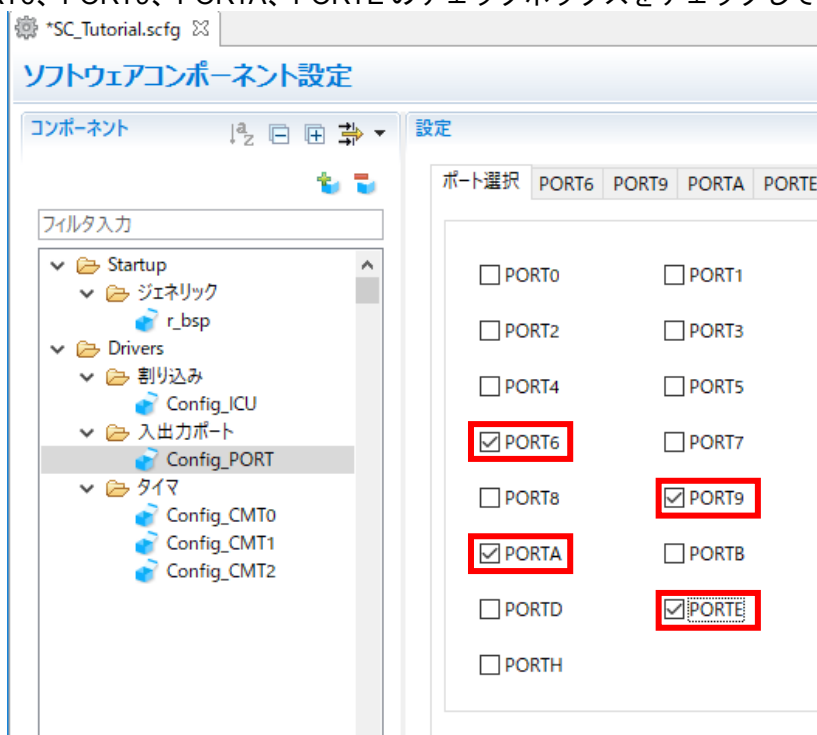 *SC_Tutorial.scfg
ソフトウェアコンポーネント設定
コンポーネント
設定
フィルタ入力
Startup
ジェネリック
r_bsp
Drivers
割り込み
Config_ICU
入出力ポート
Config_PORT
タイマ
Config_CMT0
Config_CMT1
Config_CMT2
ポート選択 PORT6 PORT9 PORTA PORTE
PORT0 PORT1
PORT2 PORT3
PORT4 PORT5
PORT6 PORT7
PORT8 PORT9
PORTA PORTB
PORTD PORTE
PORTH